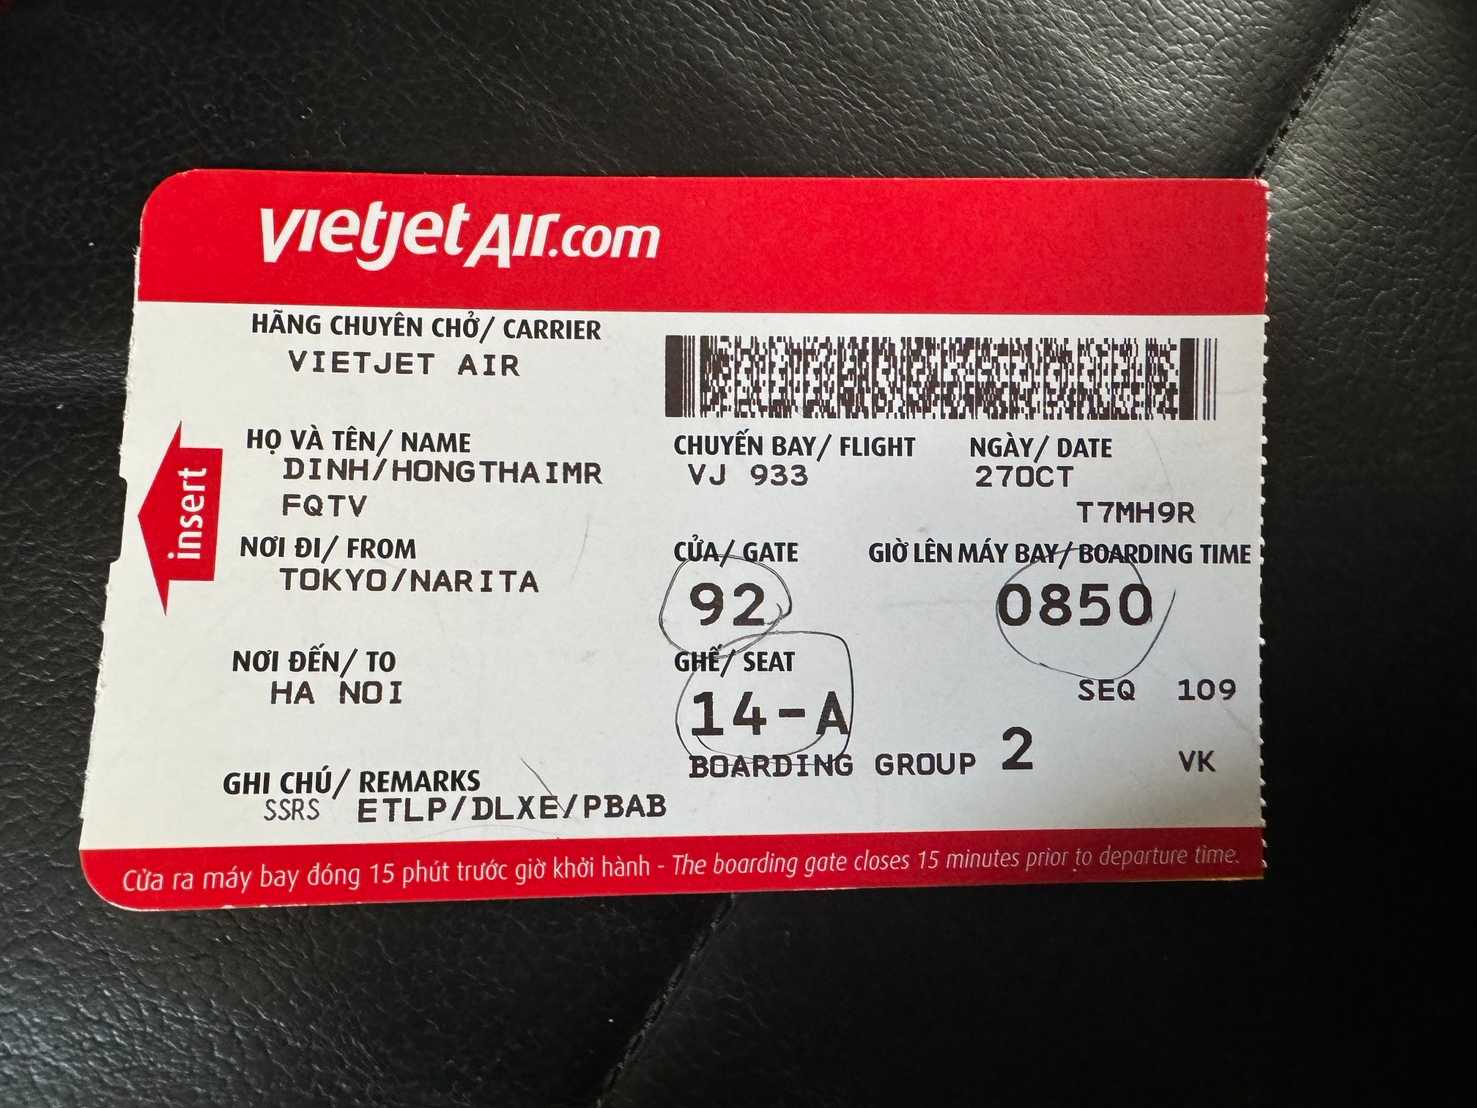 vietjetAir.com
HÃNG CHUYÊN CHỞ/ CARRIER
VIETJET AIR
HỌ VÀ TÊN/ NAME
DINH/HONGTHAIMR
FQTV
CHUYẾN BAY/ FLIGHT
VJ 933
NGÀY/ DATE
27OCT
T7MH9R
insert
NƠI ĐI/ FROM
TOKYO/NARITA
CỬA/ GATE
92
GIỜ LÊN MÁY BAY/ BOARDING TIME
0850
NƠI ĐẾN/ TO
HA NOI
GHẾ/ SEAT
14-A
SEQ 109
BOARDING GROUP 2
VK
GHI CHÚ/ REMARKS
SSRS ETLP/DLXE/PBAB
Cửa ra máy bay đóng 15 phút trước giờ khởi hành - The boarding gate closes 15 minutes prior to departure time.